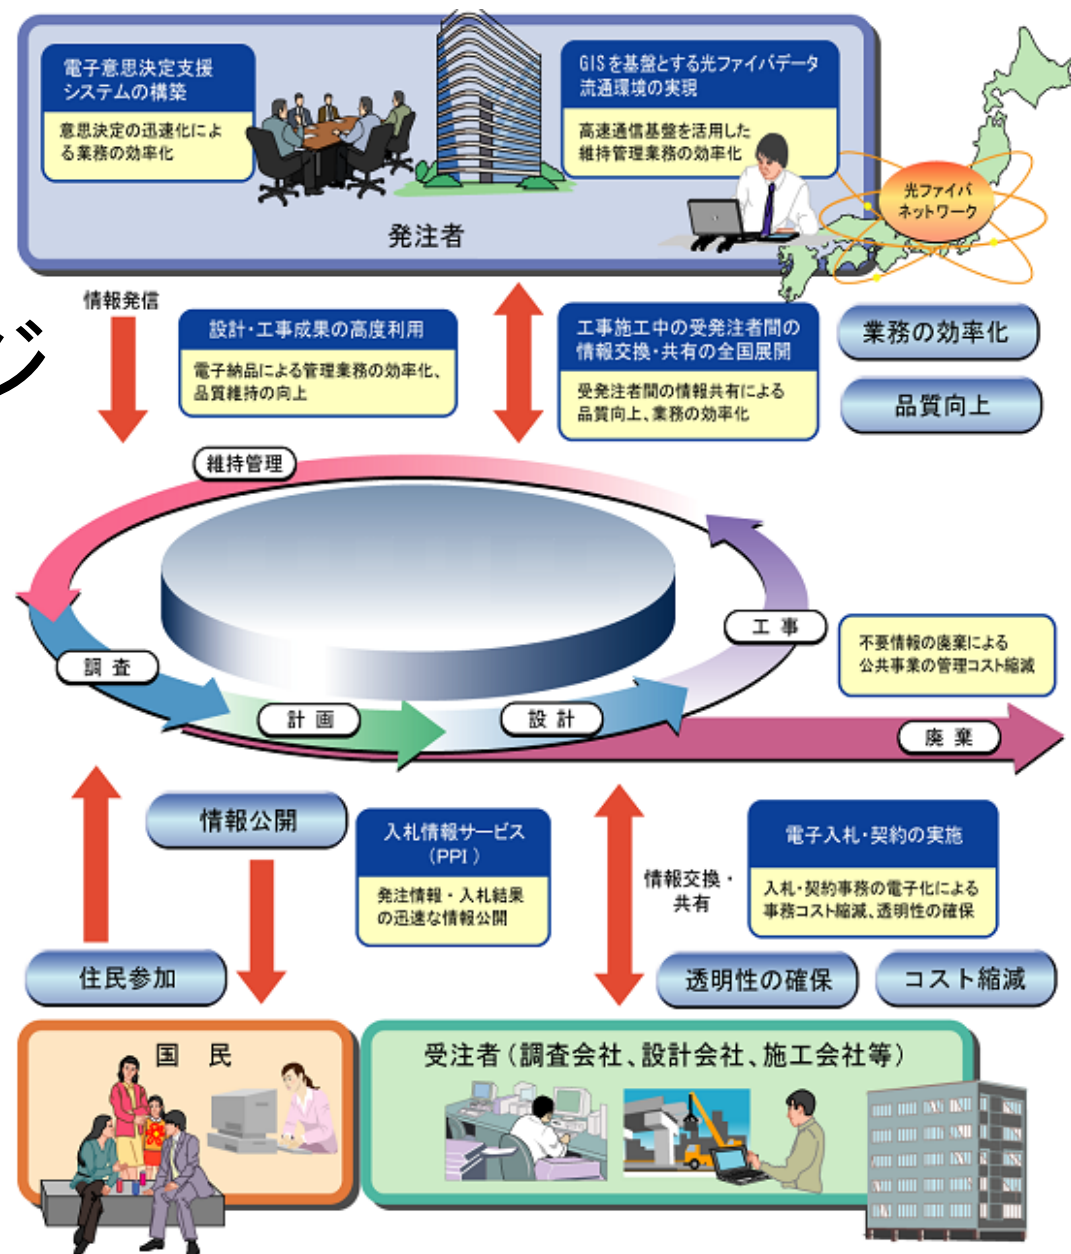 電子意思決定支援
システムの構築
意思決定の迅速化によ
る業務の効率化
GISを基盤とする光ファイバデータ
流通環境の実現
高速通信基盤を活用した
維持管理業務の効率化
発注者
光ファイバ
ネットワーク
情報発信
ジ
設計・工事成果の高度利用
電子納品による管理業務の効率化、
品質維持の向上
工事施工中の受発注者間の
情報交換・共有の全国展開
受発注者間の情報共有による
品質向上、業務の効率化
業務の効率化
品質向上
維持管理
工 事
調 査
計 画
設 計
不要情報の廃棄による
公共事業の管理コスト縮減
廃 棄
情報公開
入札情報サービス
(PPI)
発注情報・入札結果
の迅速な情報公開
情報交換・
共有
電子入札・契約の実施
入札・契約事務の電子化による
事務コスト縮減、透明性の確保
住民参加
透明性の確保
コスト縮減
国 民
受注者(調査会社、設計会社、施工会社等)